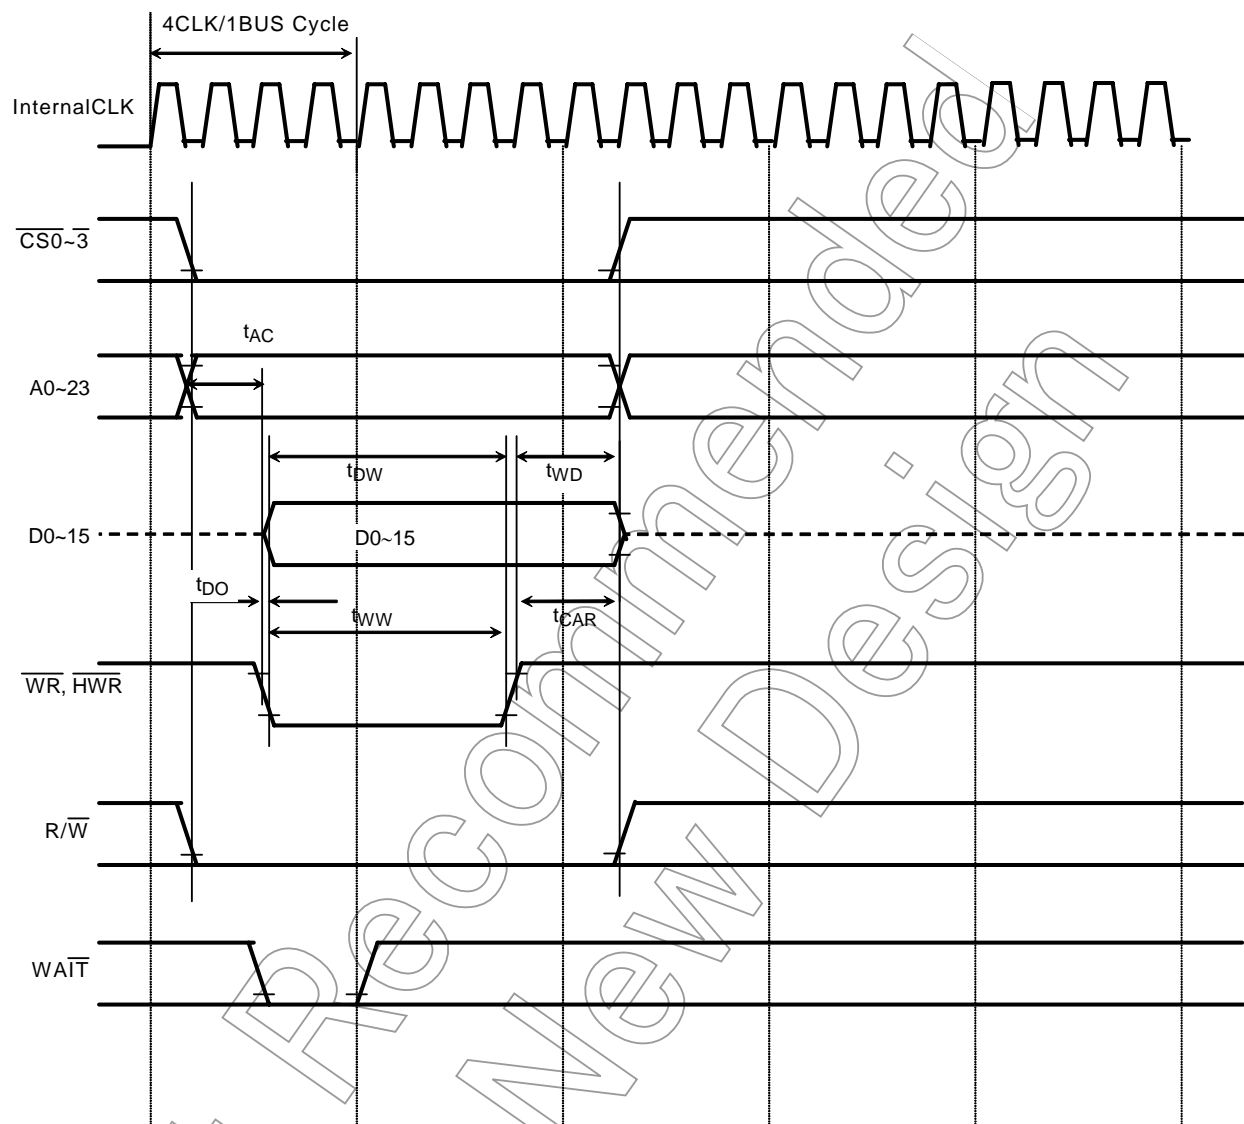 4CLK/1BUS Cycle
InternalCLK
CS0~3
tAC
A0~23
tDW
tWD
D0~15
D0~15
tDO
tWW
tCAR
WR, HWR
R/W
WAIT
Recommended
New Design